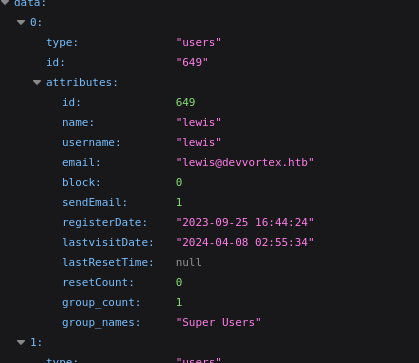 data:
0:
type: "users"
id: "649"
attributes:
id: 649
name: "lewis"
username: "lewis"
email: "lewis@devvortex.htb"
block: 0
sendEmail: 1
registerDate: "2023-09-25 16:44:24"
lastvisitDate: "2024-04-08 02:55:34"
lastResetTime: null
resetCount: 0
group_count: 1
group_names: "Super Users"
1:
type: "users"